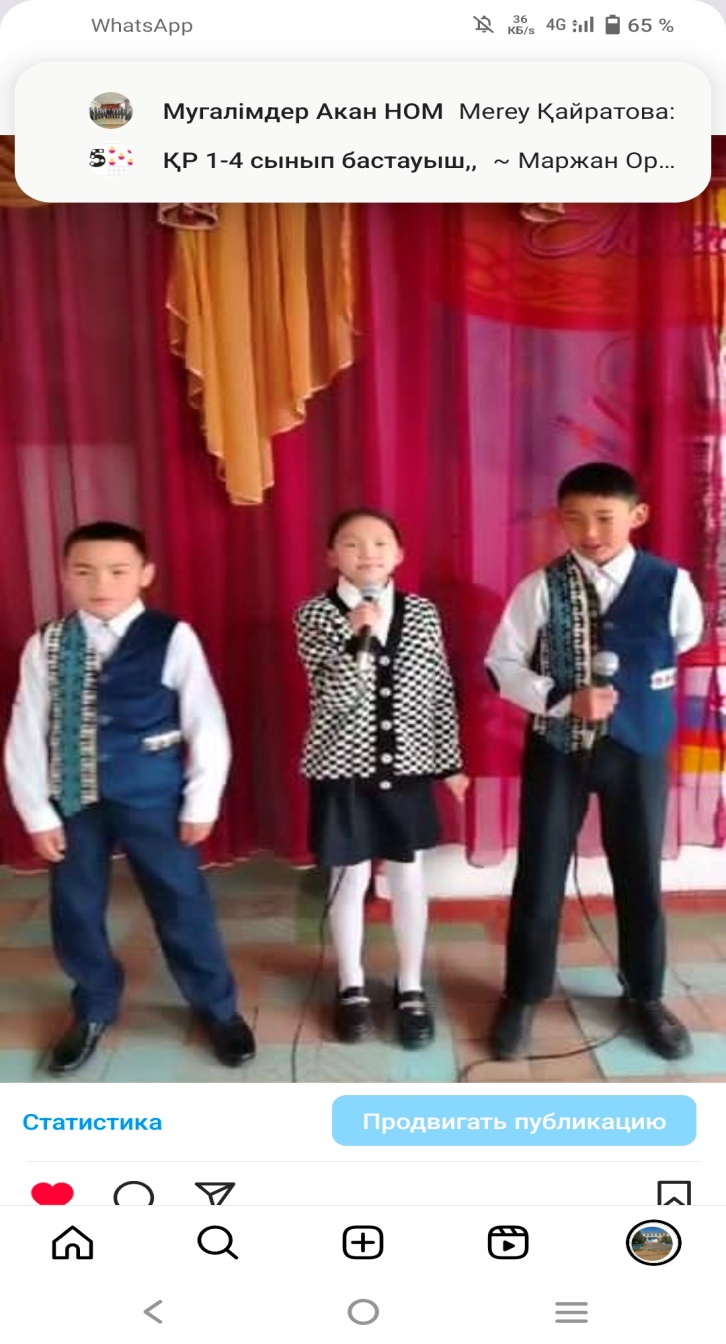 WhatsApp 36 КБ/s 4G 65 %
Мугалімдер Акан НОМ Merey Қайратова:
ҚР 1-4 сынып бастауыш,, ~ Маржан Ор...
Статистика Продвигать публикацию